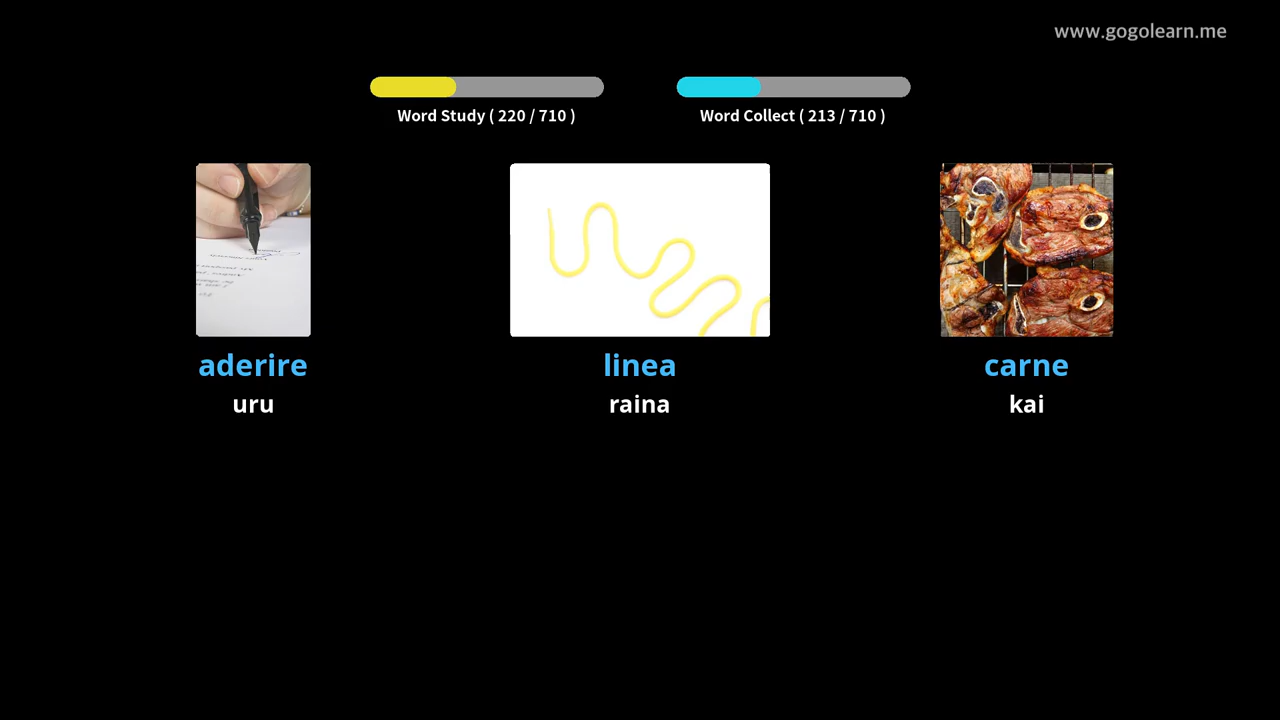 www.gogolearn.me
Word Study ( 220 / 710 )
Word Collect ( 213 / 710 )
aderire
linea
carne
uru
raina
kai